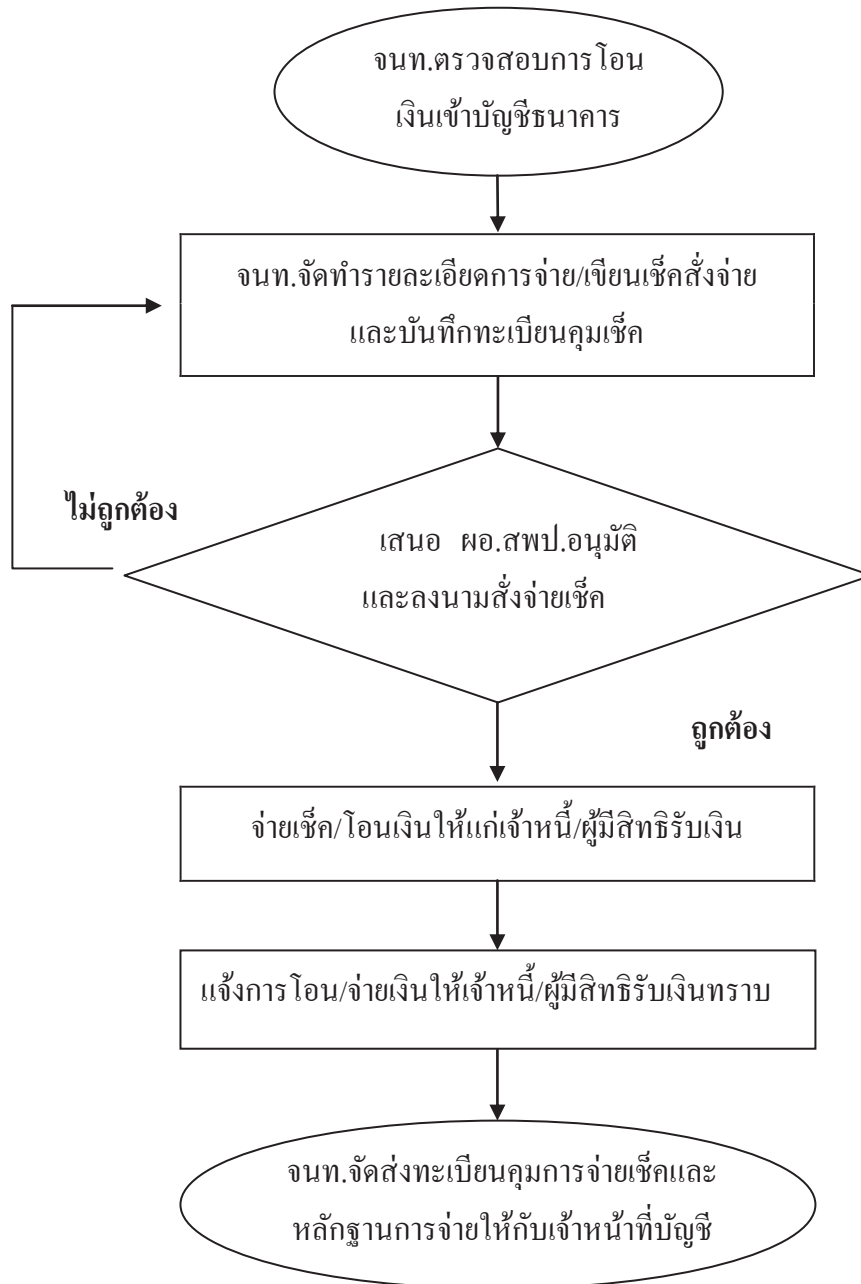 จนท.ตรวจสอบการโอน
เงินเข้าบัญชีธนาคาร
จนท.จัดทำรายละเอียดการจ่าย/เขียนเช็คสั่งจ่าย
และบันทึกทะเบียนคุมเช็ค
ไม่ถูกต้อง
เสนอ ผอ.สพป.อนุมัติ
และลงนามสั่งจ่ายเช็ค
ถูกต้อง
จ่ายเช็ค/โอนเงินให้แก่เจ้าหนี้/ผู้มีสิทธิรับเงิน
แจ้งการโอน/จ่ายเงินให้เจ้าหนี้/ผู้มีสิทธิรับเงินทราบ
จนท.จัดส่งทะเบียนคุมการจ่ายเช็คและ
หลักฐานการจ่ายให้กับเจ้าหน้าที่บัญชี